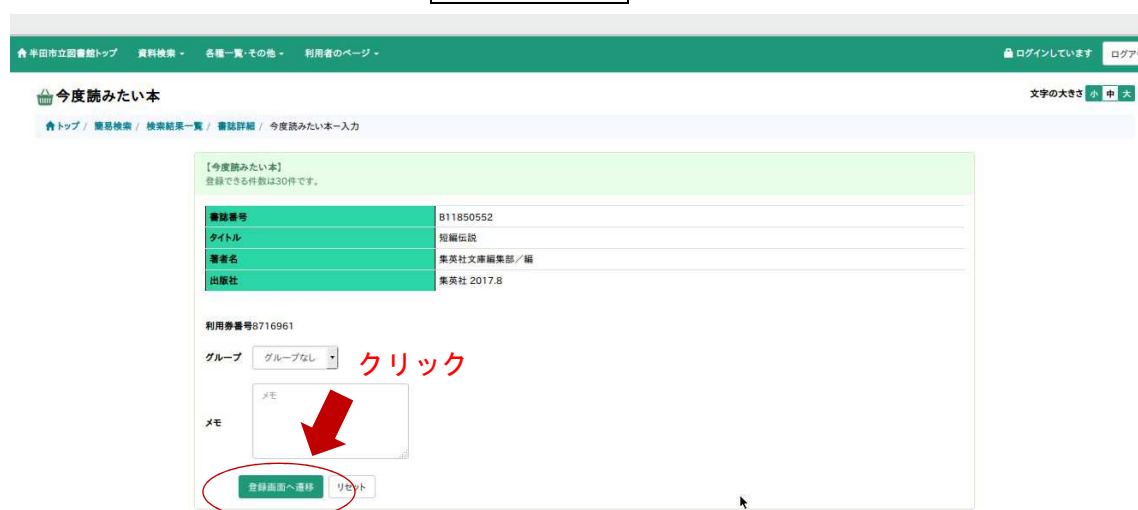 半田市立図書館トップ 資料検索 各種一覧・その他 利用者のページ ログインしています ログア
今度読みたい本 文字の大きさ 小 中 大
トップ / 簡易検索 / 検索結果一覧 / 書誌詳細 / 今度読みたい本ー入力
【今度読みたい本】
登録できる件数は30件です。
書誌番号 B11850552
タイトル 短編伝説
著者名 集英社文庫編集部／編
出版社 集英社 2017.8
利用券番号8716961
グループ グループなし
クリック
メモ メモ
登録画面へ遷移 リセット